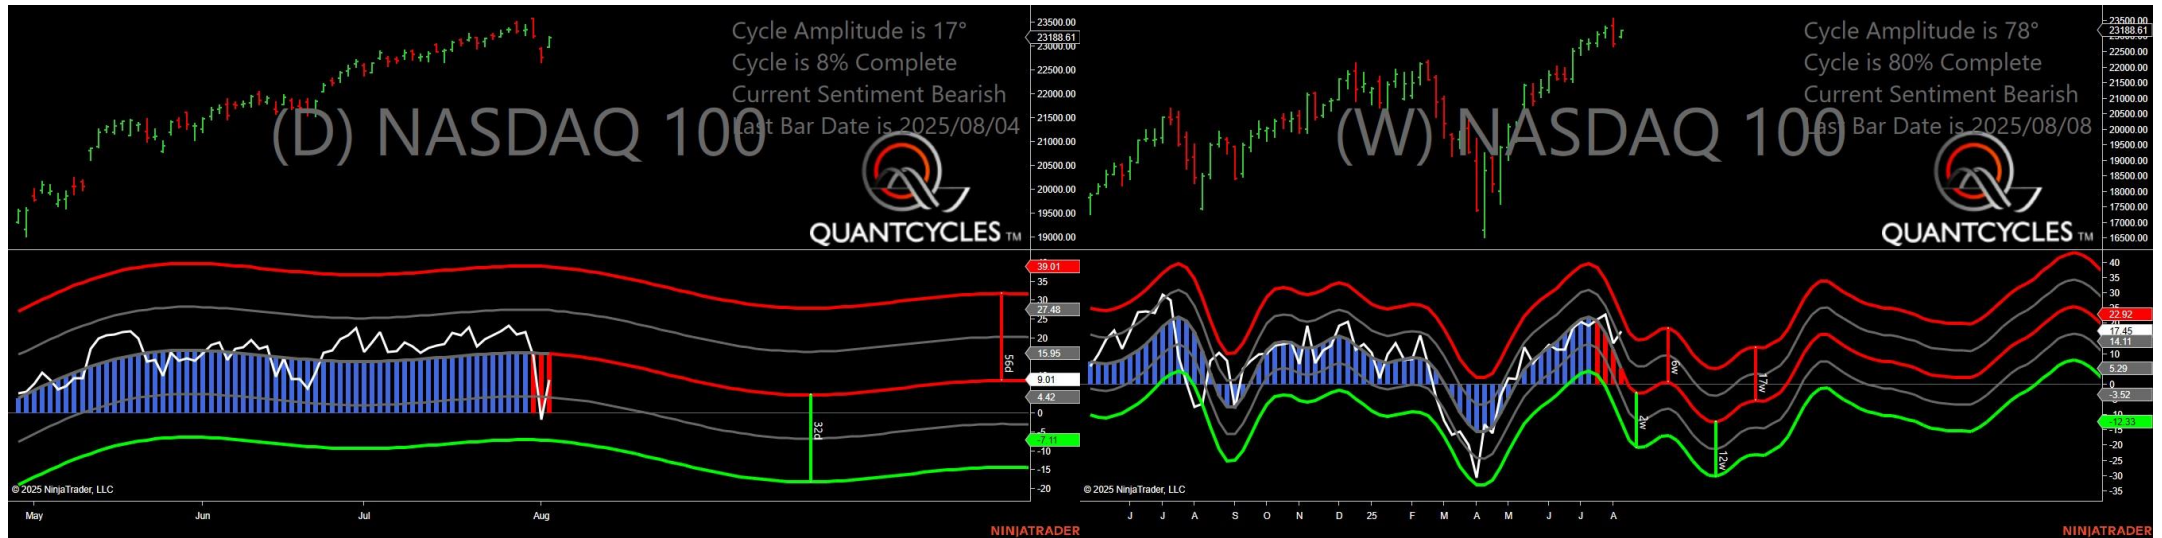 Cycle Amplitude is 17°
Cycle is 8% Complete
Current Sentiment Bearish
Last Bar Date is 2025/08/04
(D) NASDAQ 100
QUANTCYCLES TM
23500.00
23188.61
23000.00
22500.00
22000.00
21500.00
21000.00
20500.00
20000.00
19500.00
19000.00
39.01
35
30
27.48
25
20
15.95
9.01
4.42
0
-5
-7.11
-10
-15
-20
56d
32d
© 2025 NinjaTrader, LLC
May Jun Jul Aug
NINJATRADER
Cycle Amplitude is 78°
Cycle is 80% Complete
Current Sentiment Bearish
Last Bar Date is 2025/08/08
(W) NASDAQ 100
QUANTCYCLES TM
23500.00
23188.61
22500.00
22000.00
21500.00
21000.00
20500.00
20000.00
19500.00
19000.00
18500.00
18000.00
17500.00
17000.00
16500.00
40
35
30
25
22.92
17.45
14.11
10
5.29
0
-3.52
-10
-12.33
-15
-20
-25
-30
-35
6w
17w
2w
12w
© 2025 NinjaTrader, LLC
J J A S O N D 25 F M A M J J A
NINJATRADER